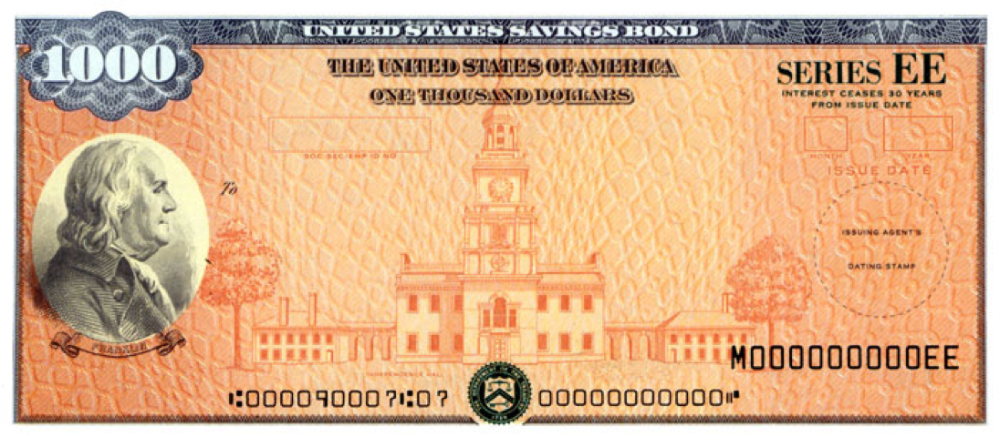 UNITED STATES SAVINGS BOND
1000
THE UNITED STATES OF AMERICA
ONE THOUSAND DOLLARS
SERIES EE
INTEREST CEASES 30 YEARS
FROM ISSUE DATE
SOC.SEC/EMP ID NO
MONTH YEAR
ISSUE DATE
To
ISSUING AGENT'S
DATING STAMP
FRANKLIN
M000000000EE
INDEPENDENCE HALL
⑆000090007⑆07 00000000000⑈